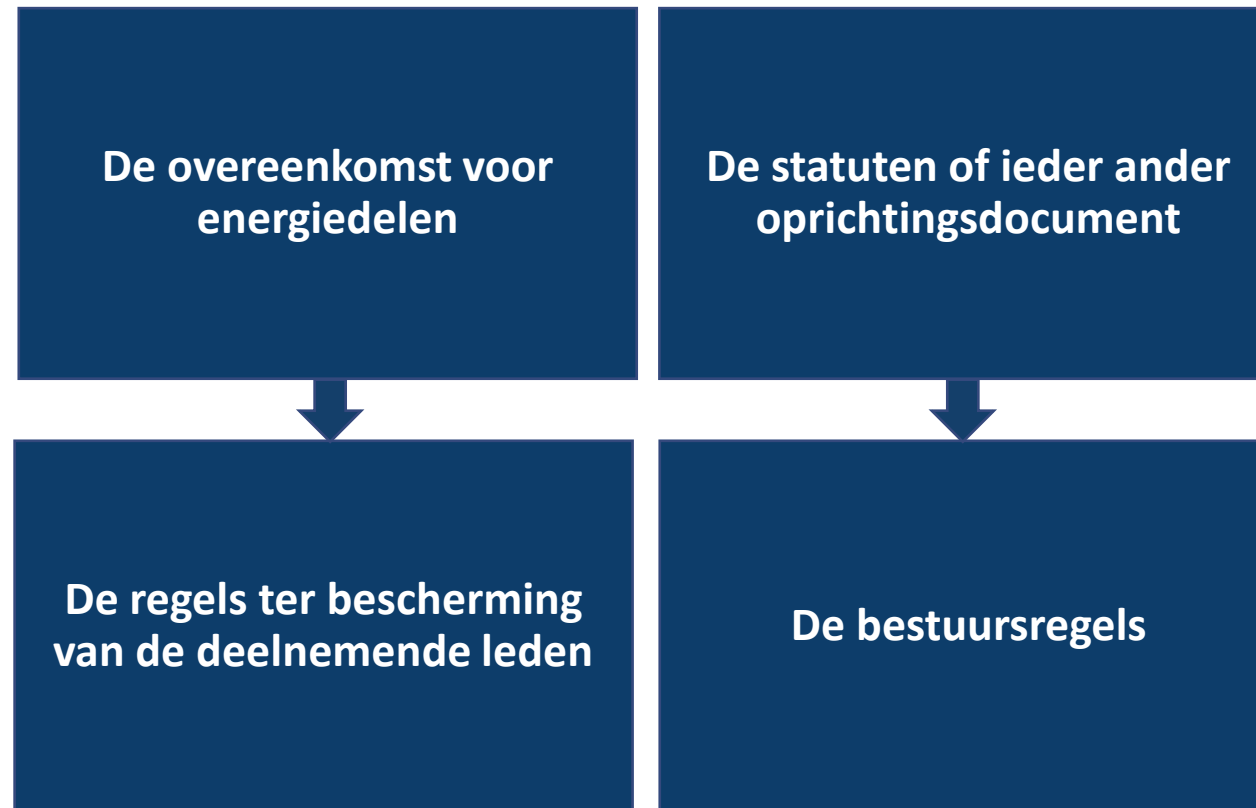 De overeenkomst voor
energiedelen
De statuten of ieder ander
oprichtingsdocument
De regels ter bescherming
van de deelnemende leden
De bestuursregels